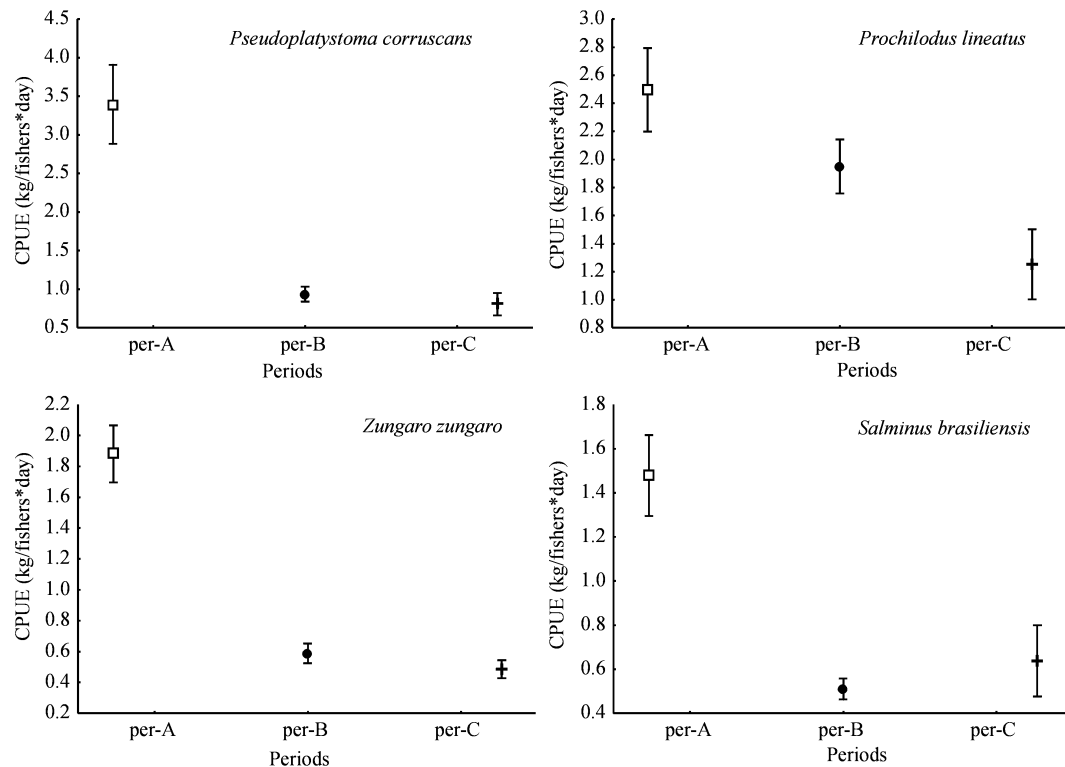 Pseudoplatystoma corruscans
CPUE (kg/fishers*day)
4.5
4.0
3.5
3.0
2.5
2.0
1.5
1.0
0.5
per-A per-B per-C
Periods
Prochilodus lineatus
CPUE (kg/fishers*day)
3.0
2.8
2.6
2.4
2.2
2.0
1.8
1.6
1.4
1.2
1.0
0.8
per-A per-B per-C
Periods
Zungaro zungaro
CPUE (kg/fishers*day)
2.2
2.0
1.8
1.6
1.4
1.2
1.0
0.8
0.6
0.4
0.2
per-A per-B per-C
Periods
Salminus brasiliensis
CPUE (kg/fishers*day)
1.8
1.6
1.4
1.2
1.0
0.8
0.6
0.4
per-A per-B per-C
Periods